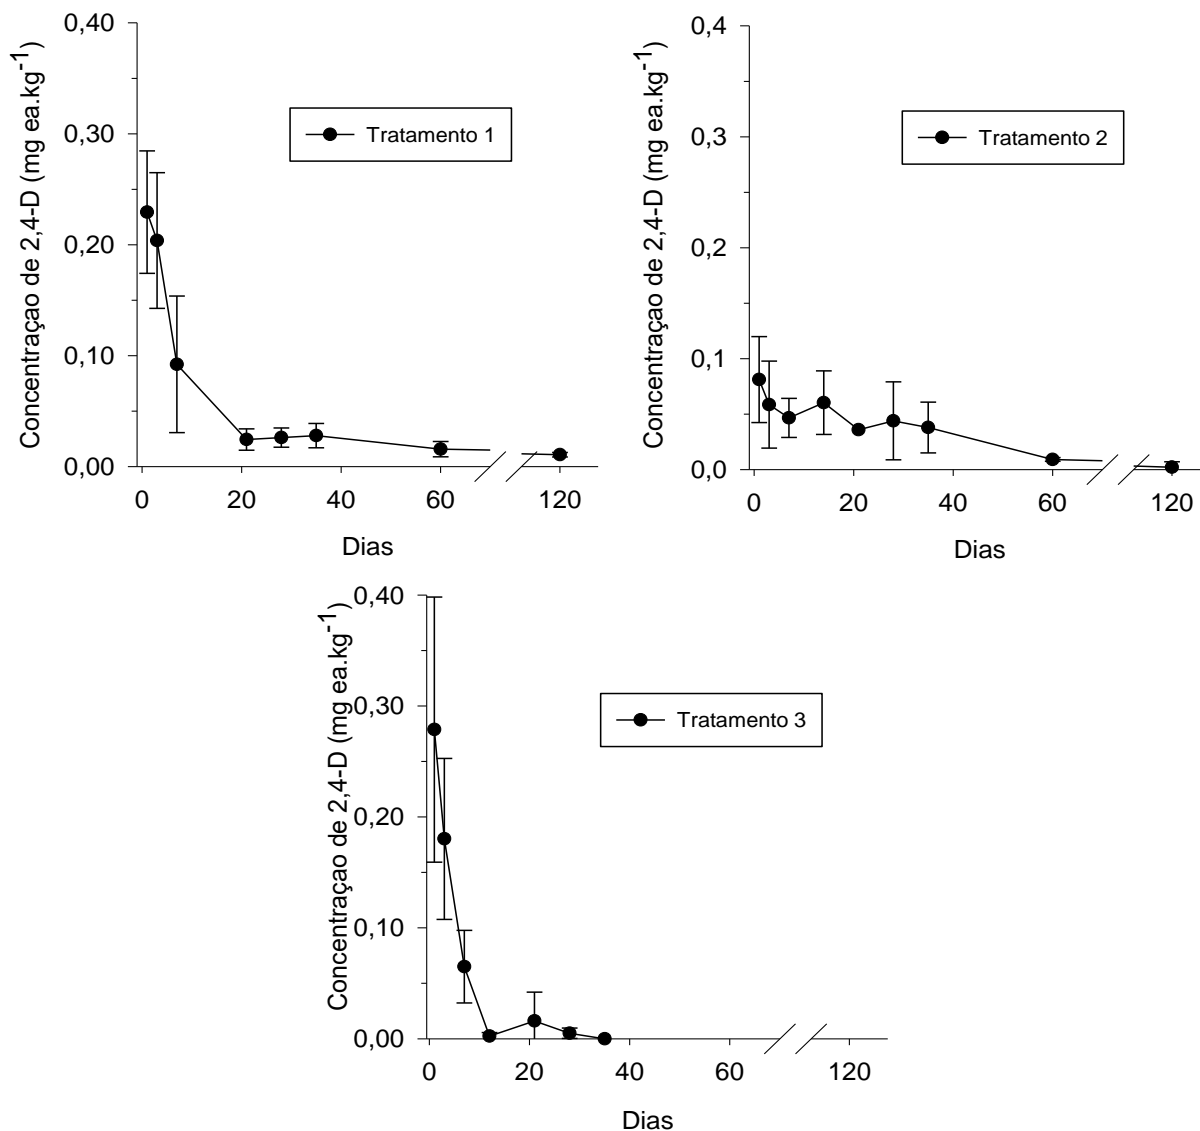 Concentraçao de 2,4-D (mg ea.kg⁻¹)
0,40
0,30
0,20
0,10
0,00
Tratamento 1
0 20 40 60 120
Dias
Concentraçao de 2,4-D (mg ea.kg⁻¹)
0,4
0,3
0,2
0,1
0,0
Tratamento 2
0 20 40 60 120
Dias
Concentraçao de 2,4-D (mg ea.kg⁻¹)
0,40
0,30
0,20
0,10
0,00
Tratamento 3
0 20 40 60 120
Dias